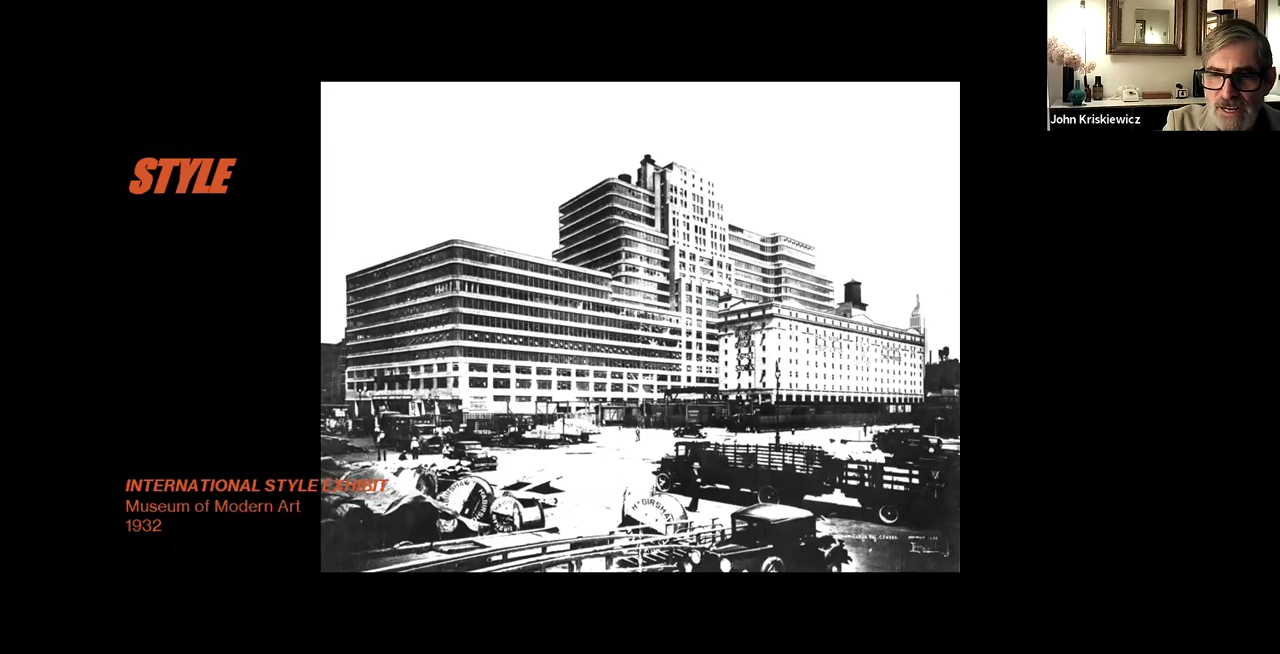 STYLE
John Kriskiewicz
INTERNATIONAL STYLE EXHIBIT
Museum of Modern Art
1932